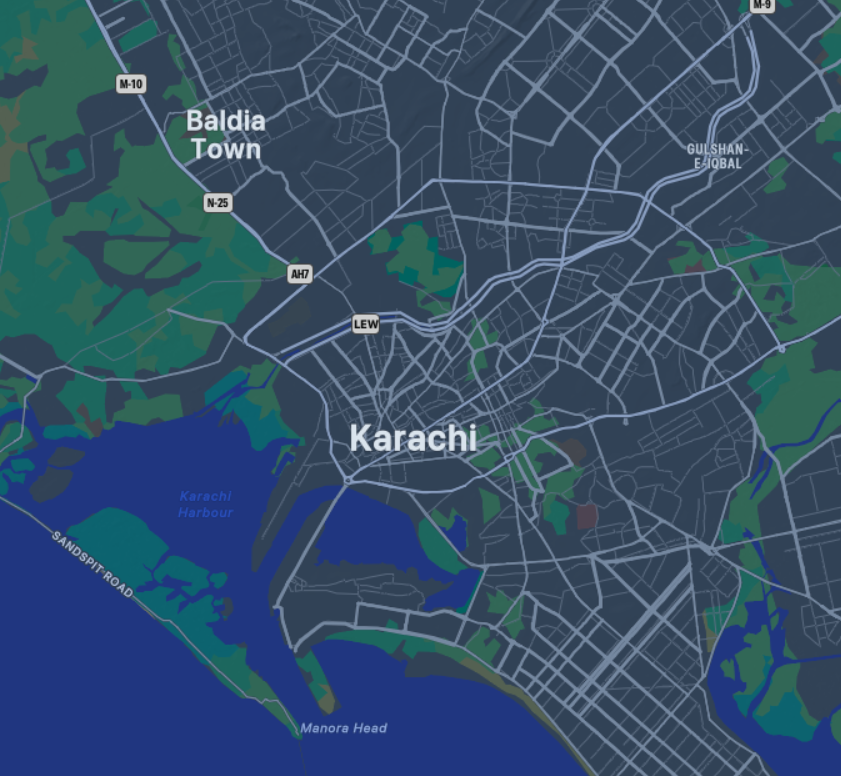 M-9
M-10
Baldia
Town
GULSHAN-
E-IQBAL
N-25
AH7
LEW
Karachi
Karachi
Harbour
SANDSPIT ROAD
Manora Head